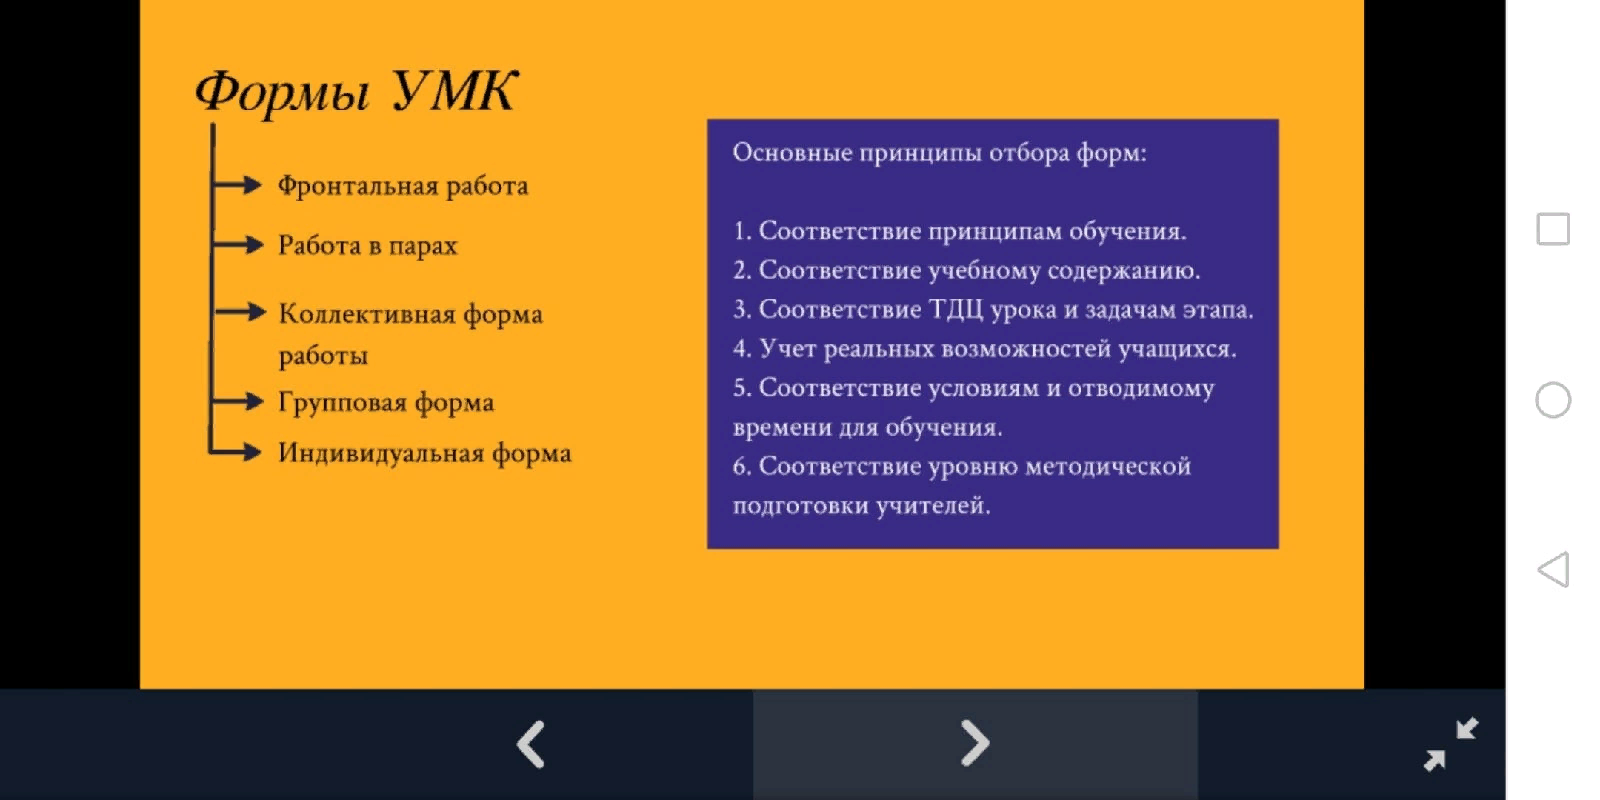 Формы УМК
Фронтальная работа
Работа в парах
Коллективная форма
работы
Групповая форма
Индивидуальная форма
Основные принципы отбора форм:
1. Соответствие принципам обучения.
2. Соответствие учебному содержанию.
3. Соответствие ТДЦ урока и задачам этапа.
4. Учет реальных возможностей учащихся.
5. Соответствие условиям и отводимому
времени для обучения.
6. Соответствие уровню методической
подготовки учителей.